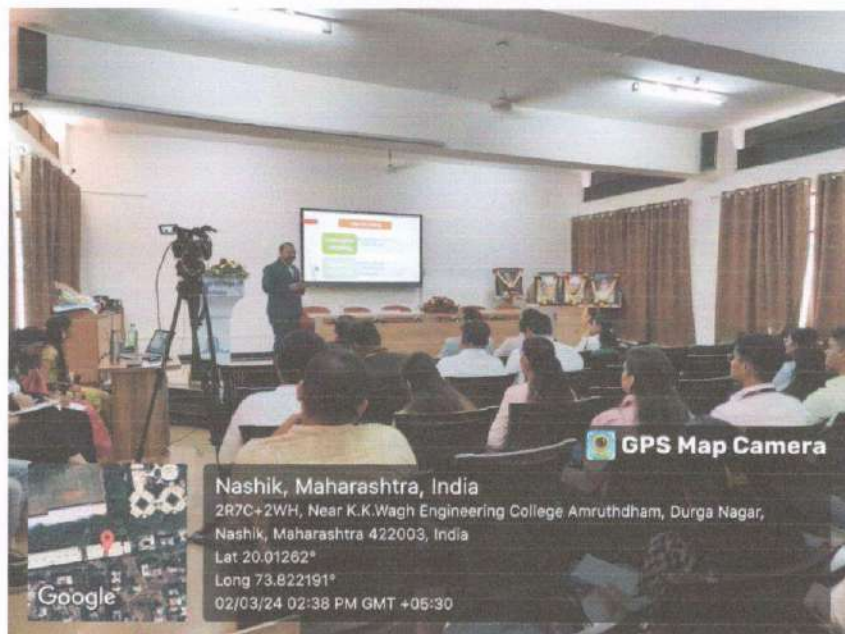 GPS Map Camera
Nashik, Maharashtra, India
2R7C+2WH, Near K.K.Wagh Engineering College Amruthdham, Durga Nagar,
Nashik, Maharashtra 422003, India
Lat 20.01262°
Long 73.822191°
02/03/24 02:38 PM GMT +05:30
Google